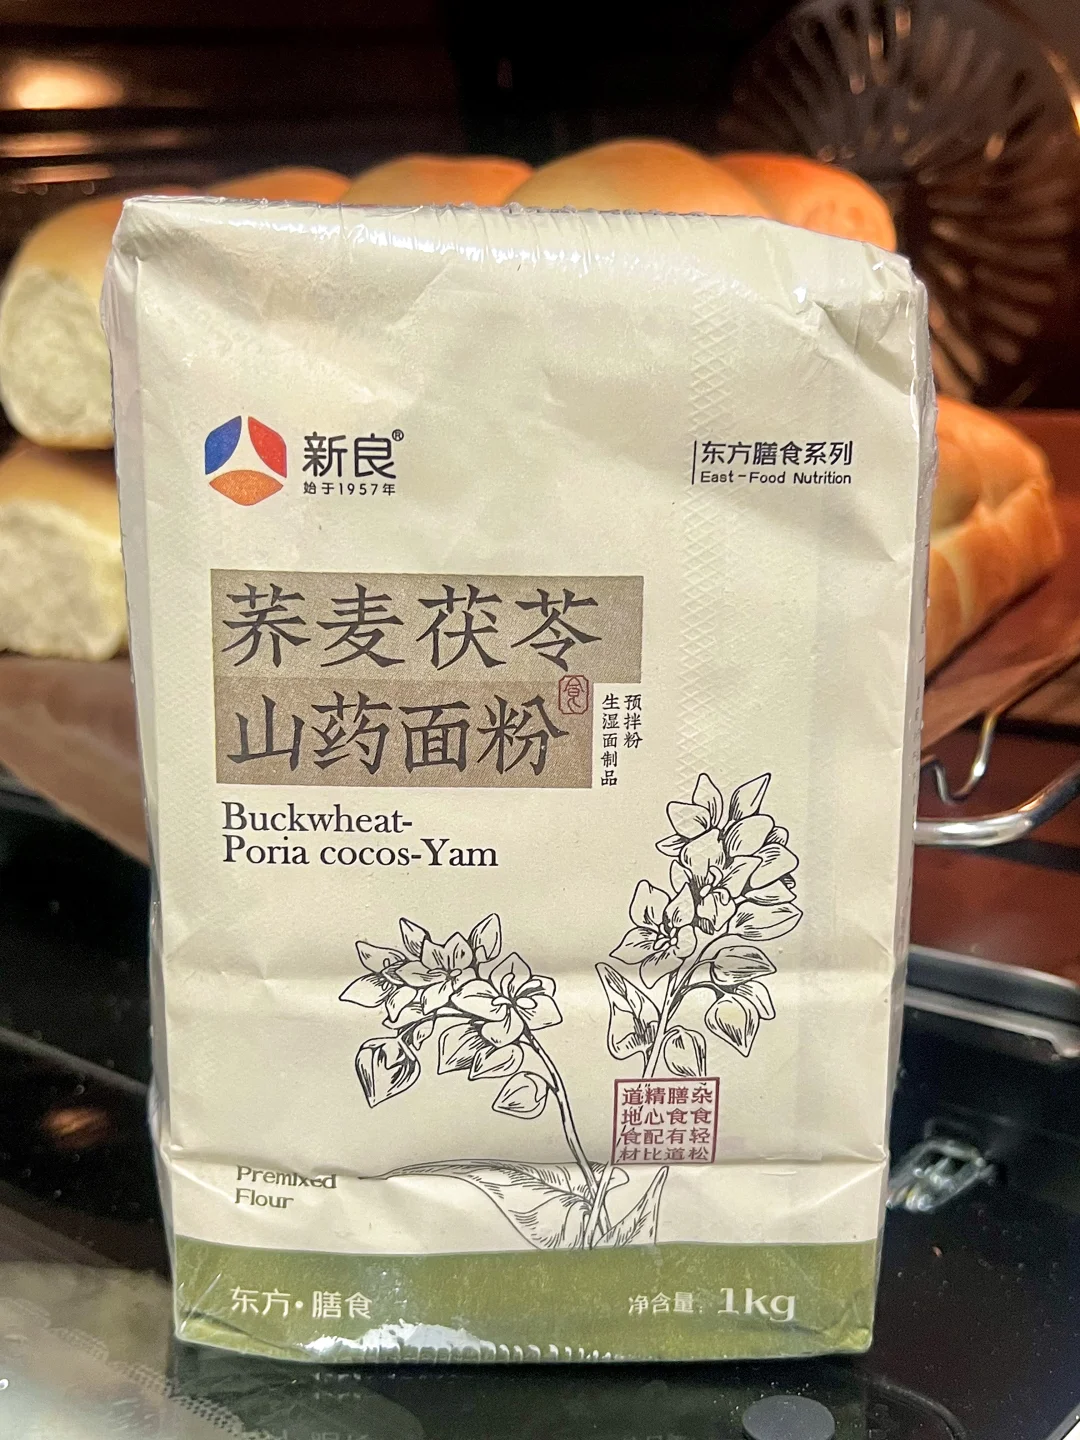 新良®
始于1957年
东方膳食系列
East-Food Nutrition
荞麦茯苓
山药面粉
预拌粉
生湿面制品
Buckwheat-
Poria cocos-Yam
杂食轻松
膳食有道
精心配比
道地食材
Premixed
Flour
东方·膳食
净含量：1kg